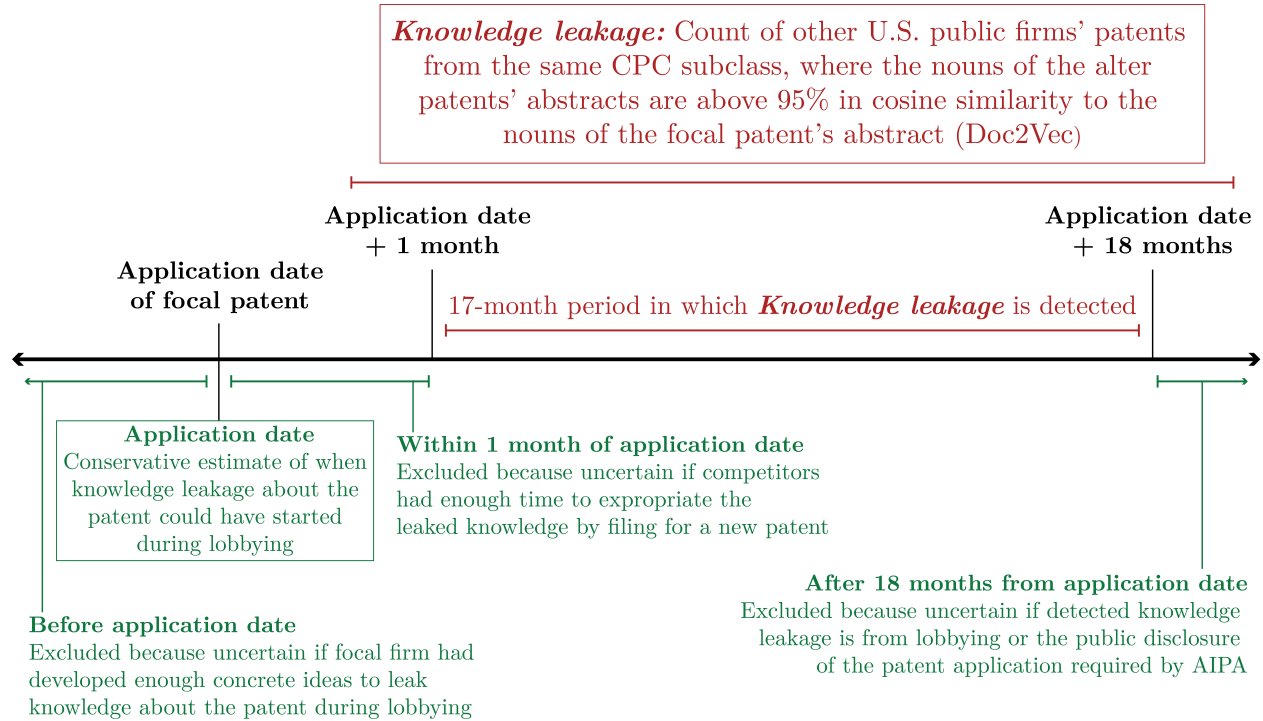 Knowledge leakage: Count of other U.S. public firms’ patents
from the same CPC subclass, where the nouns of the alter
patents’ abstracts are above 95% in cosine similarity to the
nouns of the focal patent’s abstract (Doc2Vec)
Application date
+ 1 month
Application date
+ 18 months
Application date
of focal patent
17-month period in which Knowledge leakage is detected
Application date
Conservative estimate of when
knowledge leakage about the
patent could have started
during lobbying
Within 1 month of application date
Excluded because uncertain if competitors
had enough time to expropriate the
leaked knowledge by filing for a new patent
After 18 months from application date
Excluded because uncertain if detected knowledge
leakage is from lobbying or the public disclosure
of the patent application required by AIPA
Before application date
Excluded because uncertain if focal firm had
developed enough concrete ideas to leak
knowledge about the patent during lobbying